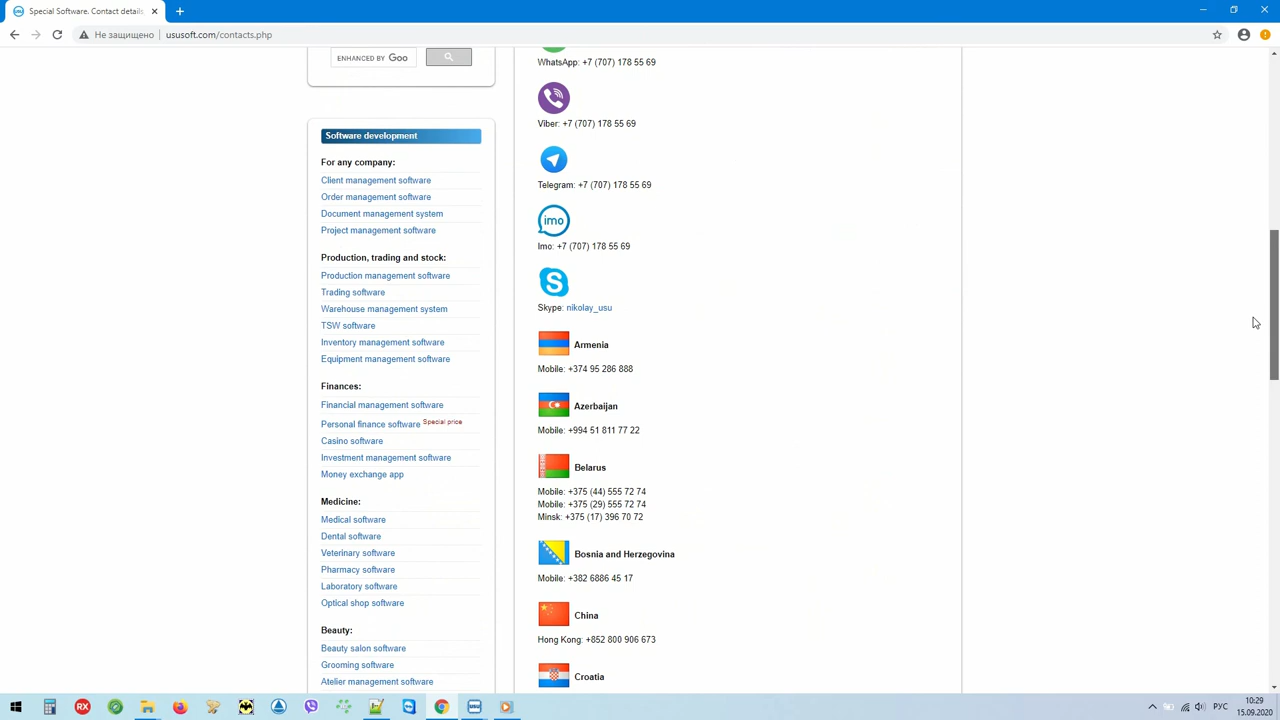 Special Software. Contact details
Не защищено
ususoft.com/contacts.php
ENHANCED BY Goo
Software development
For any company:
Client management software
Order management software
Document management system
Project management software
Production, trading and stock:
Production management software
Trading software
Warehouse management system
TSW software
Inventory management software
Equipment management software
Finances:
Financial management software
Personal finance software Special price
Casino software
Investment management software
Money exchange app
Medicine:
Medical software
Dental software
Veterinary software
Pharmacy software
Laboratory software
Optical shop software
Beauty:
Beauty salon software
Grooming software
Atelier management software
WhatsApp: +7 (707) 178 55 69
Viber: +7 (707) 178 55 69
Telegram: +7 (707) 178 55 69
imo
Imo: +7 (707) 178 55 69
Skype: nikolay_usu
Armenia
Mobile: +374 95 286 888
Azerbaijan
Mobile: +994 51 811 77 22
Belarus
Mobile: +375 (44) 555 72 74
Mobile: +375 (29) 555 72 74
Minsk: +375 (17) 396 70 72
Bosnia and Herzegovina
Mobile: +382 6886 45 17
China
Hong Kong: +852 800 906 673
Croatia
RX
РУС
10:29
15.09.2020